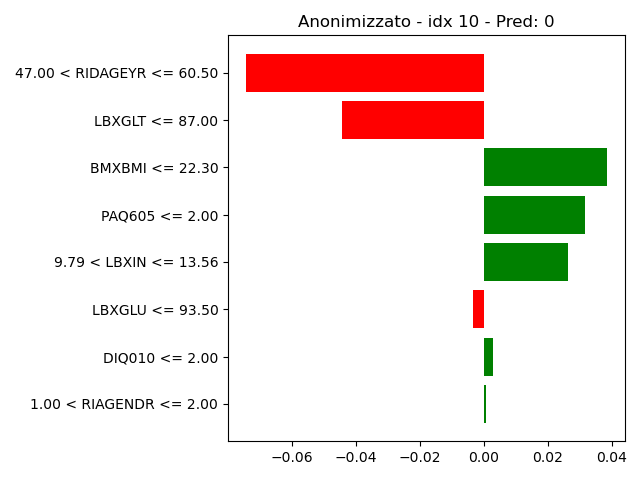 Anonimizzato - idx 10 - Pred: 0
47.00 < RIDAGEYR <= 60.50
LBXGLT <= 87.00
BMXBMI <= 22.30
PAQ605 <= 2.00
9.79 < LBXIN <= 13.56
LBXGLU <= 93.50
DIQ010 <= 2.00
1.00 < RIAGENDR <= 2.00
−0.06 −0.04 −0.02 0.00 0.02 0.04